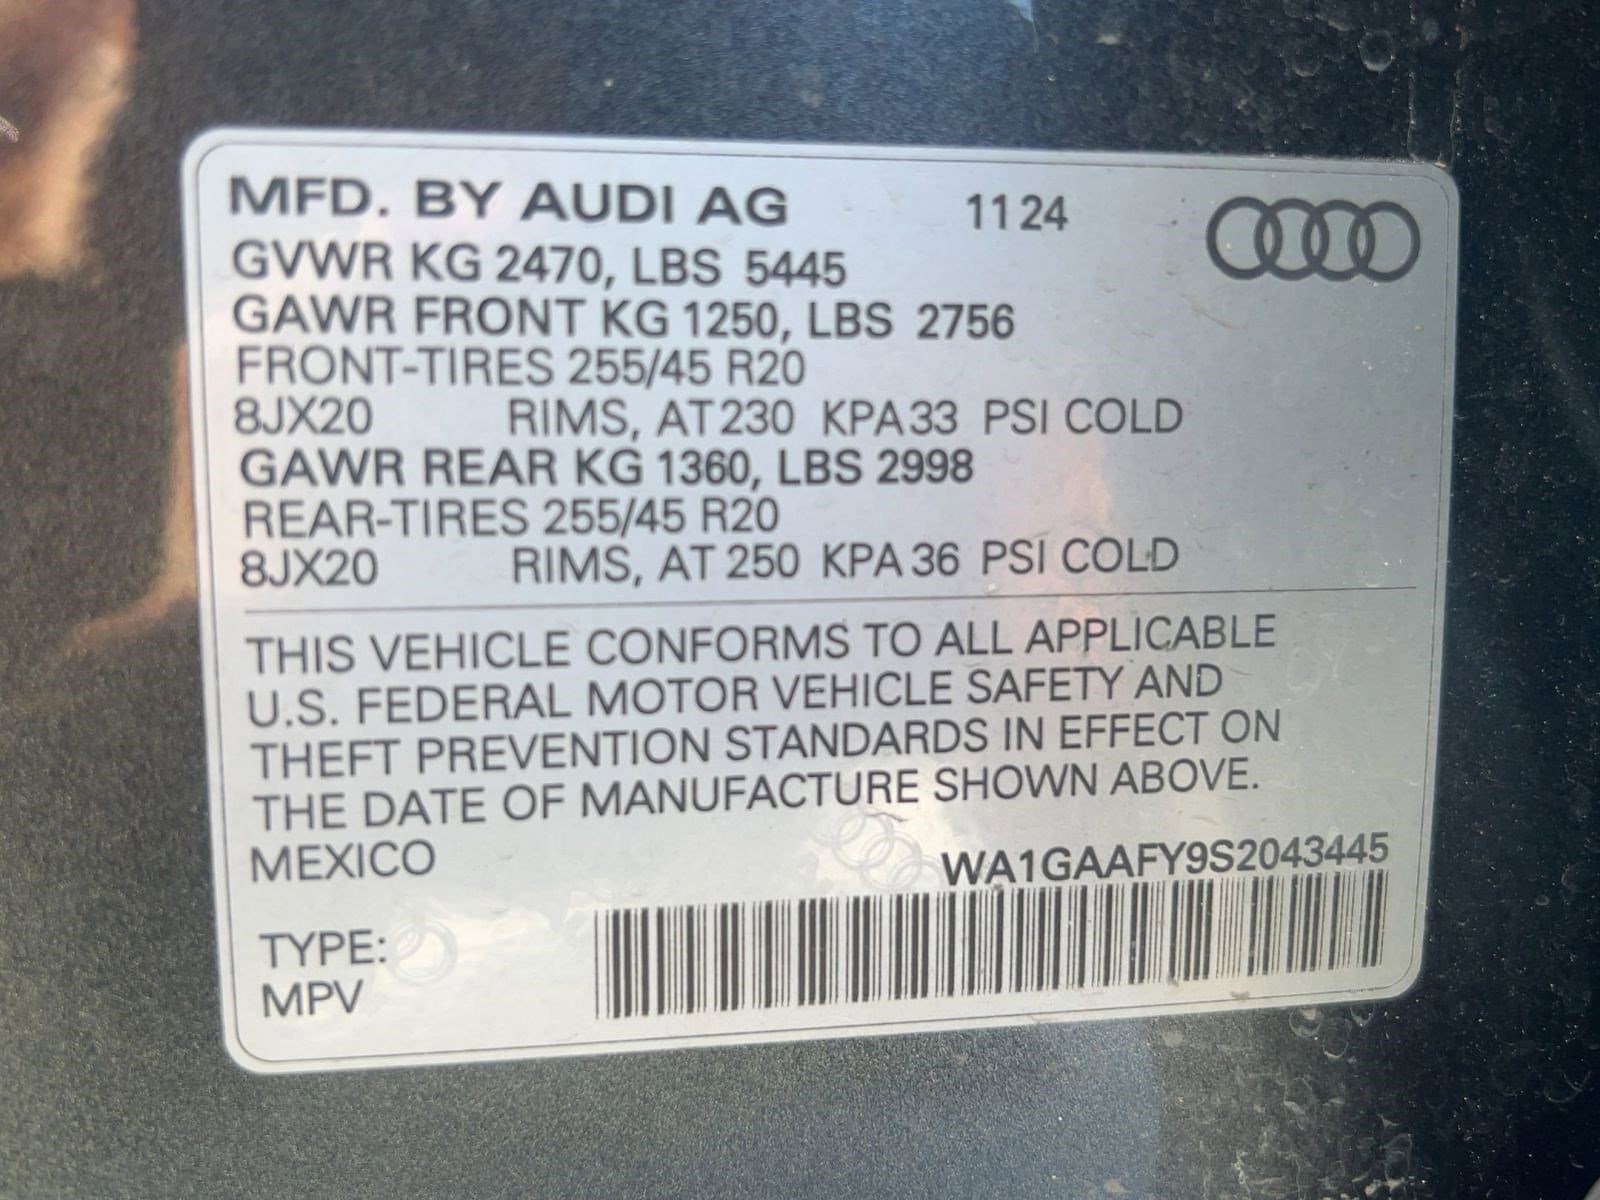 MFD. BY AUDI AG 11 24
GVWR KG 2470, LBS 5445
GAWR FRONT KG 1250, LBS 2756
FRONT-TIRES 255/45 R20
8JX20 RIMS, AT 230 KPA 33 PSI COLD
GAWR REAR KG 1360, LBS 2998
REAR-TIRES 255/45 R20
8JX20 RIMS, AT 250 KPA 36 PSI COLD
THIS VEHICLE CONFORMS TO ALL APPLICABLE
U.S. FEDERAL MOTOR VEHICLE SAFETY AND
THEFT PREVENTION STANDARDS IN EFFECT ON
THE DATE OF MANUFACTURE SHOWN ABOVE.
MEXICO
WA1GAAFY9S2043445
TYPE:
MPV